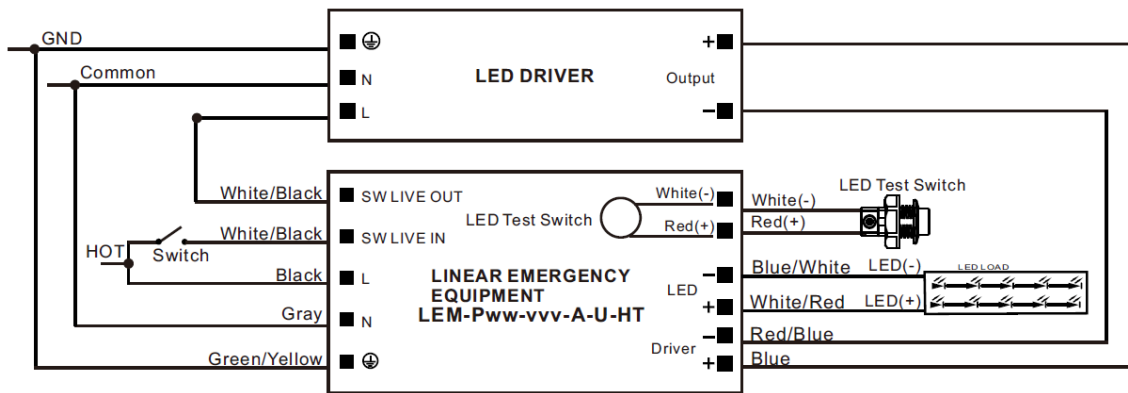 GND
Common
N
L
LED DRIVER
+
Output
−
White/Black
SW LIVE OUT
White(-)
LED Test Switch
Red(+)
White(-)
Red(+)
LED Test Switch
HOT
Switch
White/Black
SW LIVE IN
Black
L
LINEAR EMERGENCY
EQUIPMENT
LEM-Pww-vvv-A-U-HT
Gray
N
Green/Yellow
−
LED
+
−
Driver
+
Blue/White
LED(-)
LED LOAD
White/Red
LED(+)
Red/Blue
Blue